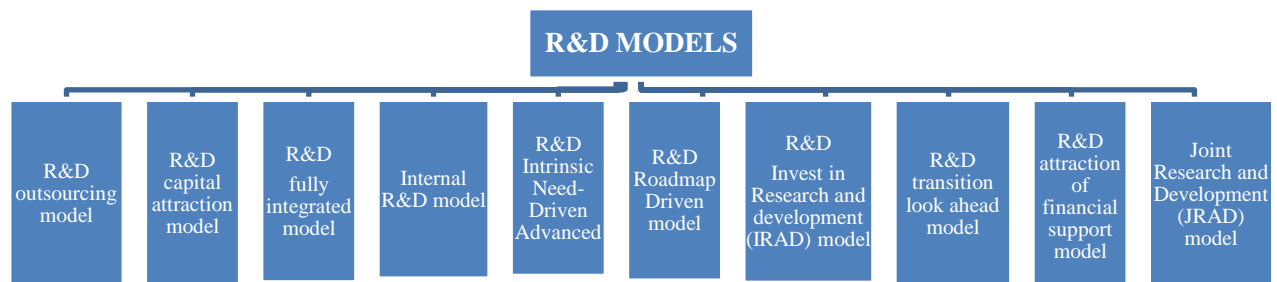 R&D MODELS
R&D
outsourcing
model
R&D
capital
attraction
model
R&D
fully
integrated
model
Internal
R&D model
R&D
Intrinsic
Need-
Driven
Advanced
R&D
Roadmap
Driven
model
R&D
Invest in
Research and
development
(IRAD) model
R&D
transition
look ahead
model
R&D
attraction
of
financial
support
model
Joint
Research and
Development
(JRAD)
model